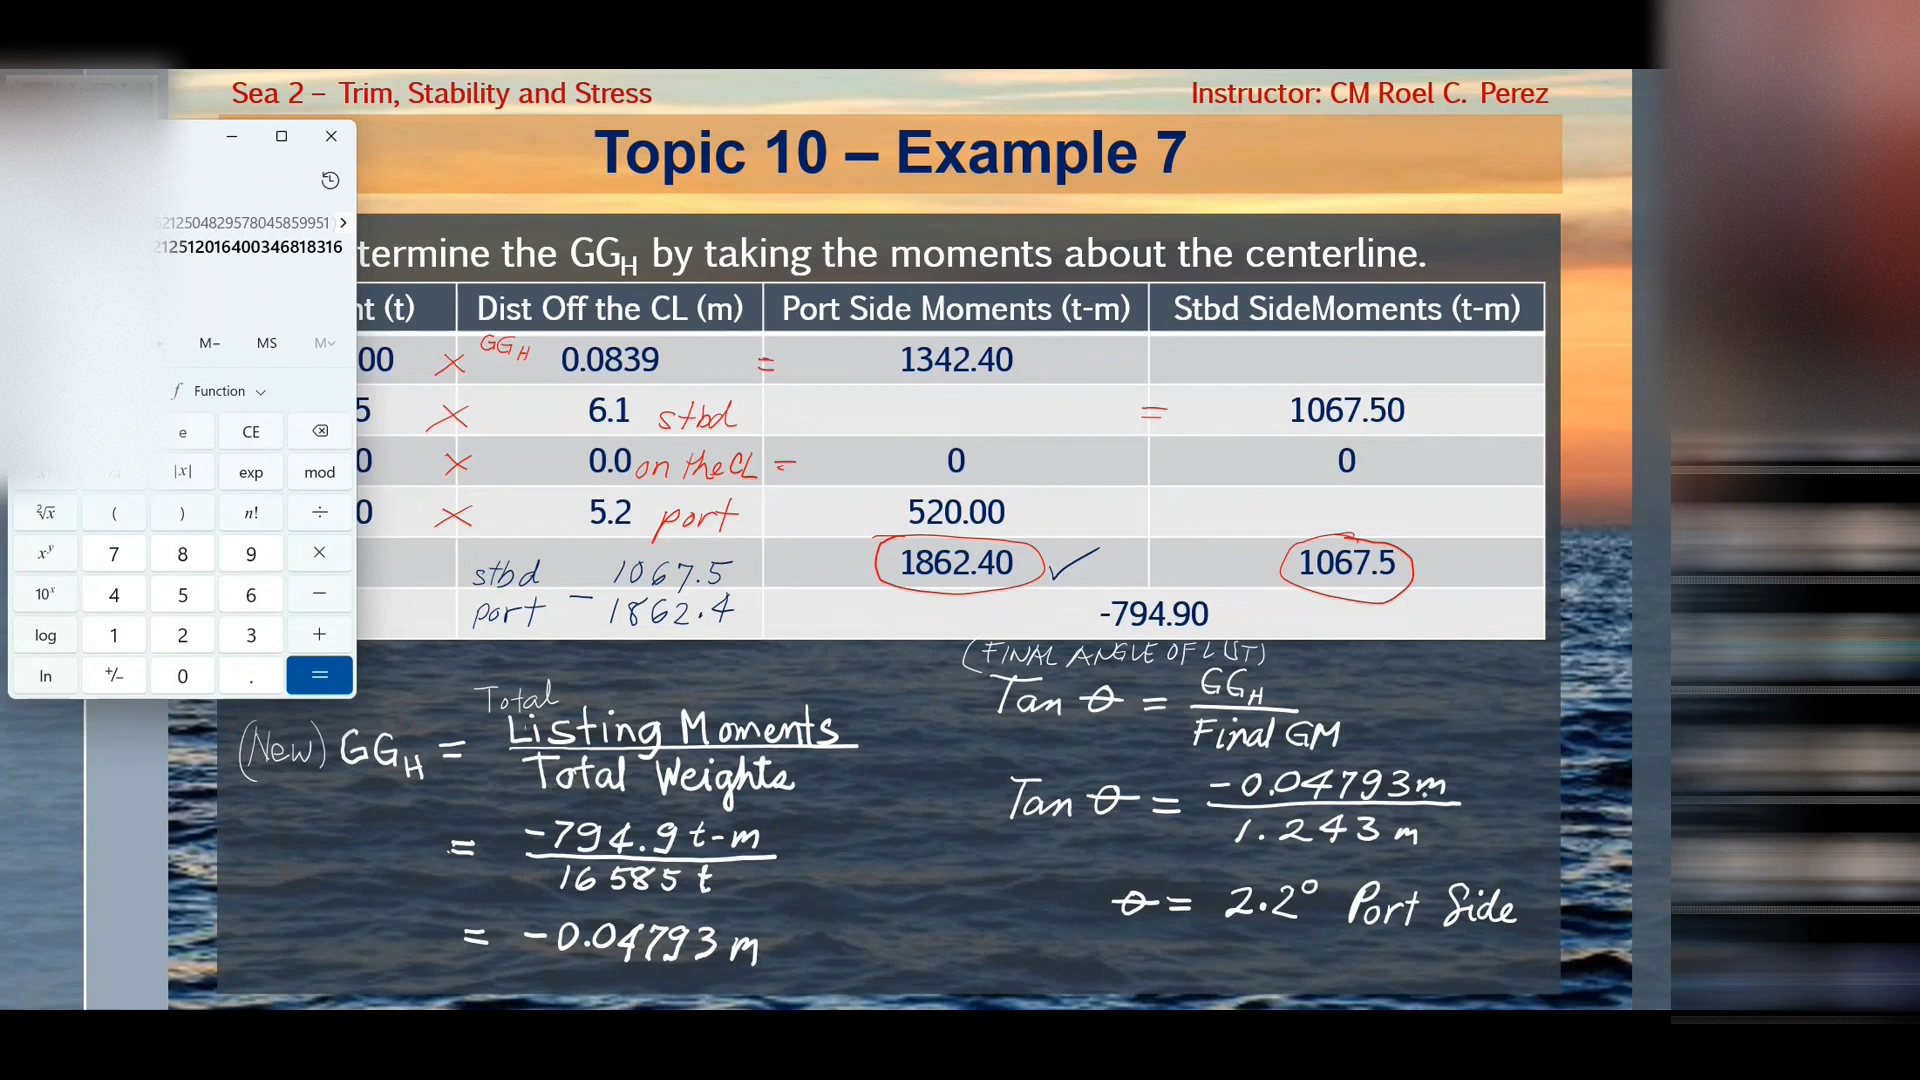 Sea 2 – Trim, Stability and Stress
Instructor: CM Roel C. Perez
Topic 10 – Example 7
termine the GGH by taking the moments about the centerline.
t (t) Dist Off the CL (m) Port Side Moments (t-m) Stbd SideMoments (t-m)
00 × GGH 0.0839 = 1342.40
5 × 6.1 stbd = 1067.50
0 × 0.0 on the CL = 0 0
0 × 5.2 port 520.00
stbd 1067.5 1862.40 ✓ 1067.5
port − 1862.4 -794.90
(FINAL ANGLE OF LIST)
Tan θ = GGH
Final GM
Tan θ = -0.04793m
1.243 m
θ = 2.2° Port Side
Total
(New) GGH = Listing Moments
Total Weights
= -794.9 t-m
16585 t
= -0.04793 m
62125048295780458599 51)
2125120164003468183 16
M– MS M
f Function
e CE
|x| exp mod
²√x ( ) n! ÷
xʸ 7 8 9 ×
10ˣ 4 5 6 −
log 1 2 3 +
ln +/– 0 . =